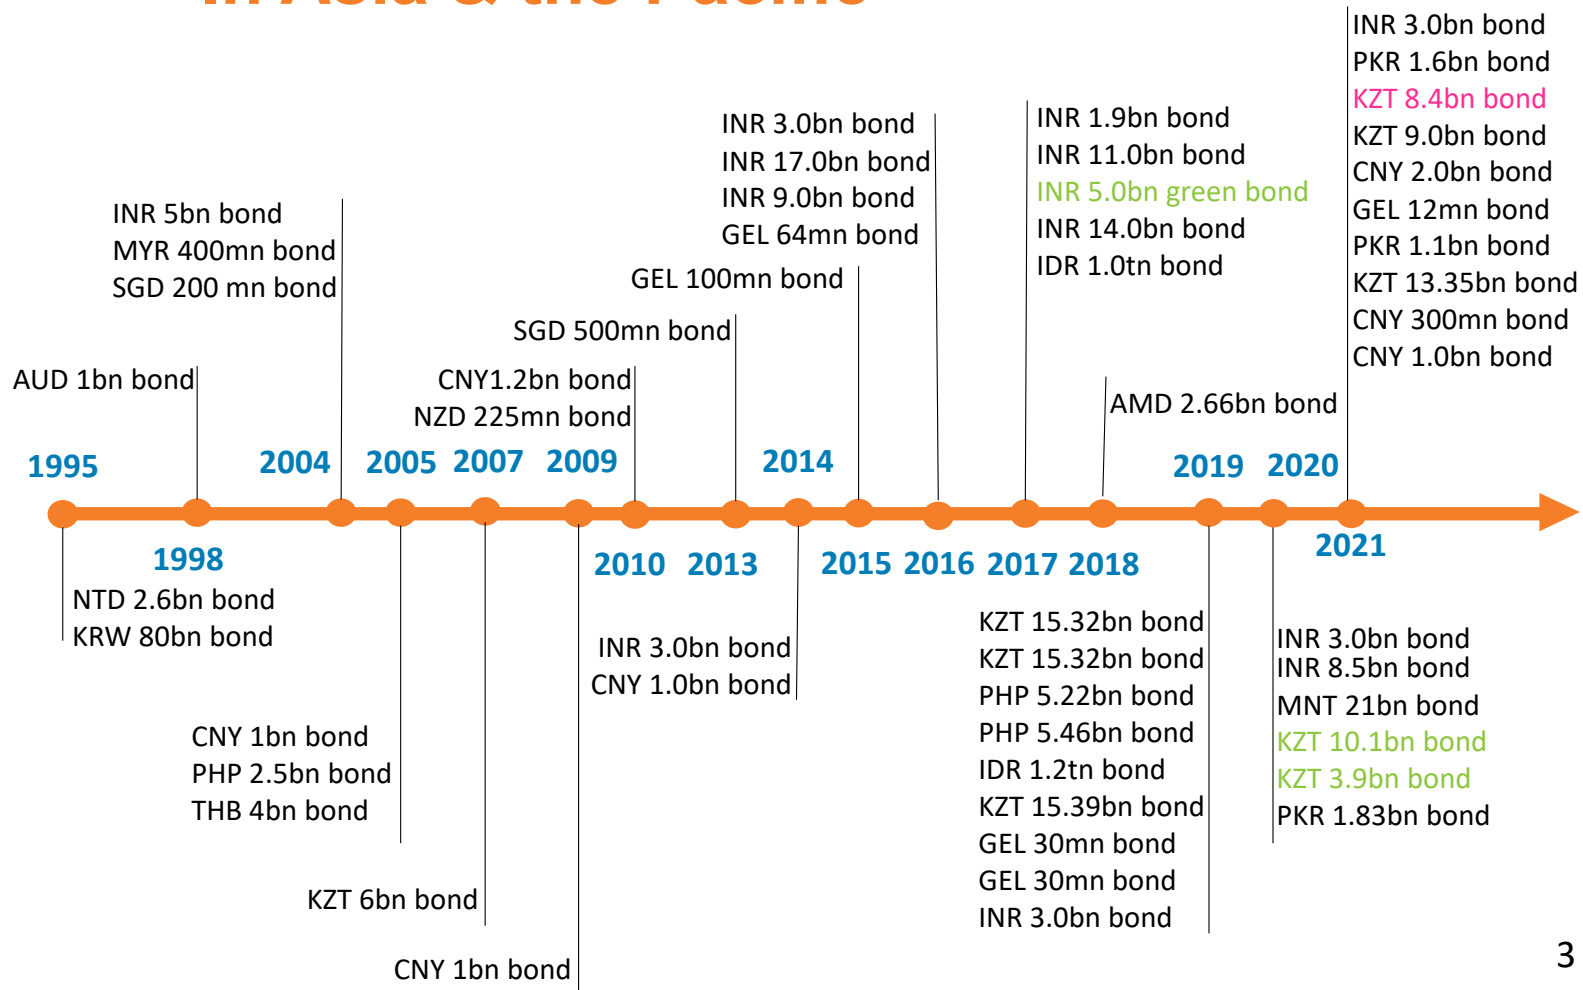 in Asia & the Pacific
INR 3.0bn bond
PKR 1.6bn bond
KZT 8.4bn bond
KZT 9.0bn bond
CNY 2.0bn bond
GEL 12mn bond
PKR 1.1bn bond
KZT 13.35bn bond
CNY 300mn bond
CNY 1.0bn bond
INR 1.9bn bond
INR 11.0bn bond
INR 5.0bn green bond
INR 14.0bn bond
IDR 1.0tn bond
INR 3.0bn bond
INR 17.0bn bond
INR 9.0bn bond
GEL 64mn bond
INR 5bn bond
MYR 400mn bond
SGD 200 mn bond
GEL 100mn bond
SGD 500mn bond
AUD 1bn bond
CNY1.2bn bond
NZD 225mn bond
AMD 2.66bn bond
1995
2004
2005
2007
2009
2014
2019
2020
1998
2010
2013
2015
2016
2017
2018
2021
NTD 2.6bn bond
KRW 80bn bond
CNY 1bn bond
PHP 2.5bn bond
THB 4bn bond
KZT 6bn bond
CNY 1bn bond
INR 3.0bn bond
CNY 1.0bn bond
KZT 15.32bn bond
KZT 15.32bn bond
PHP 5.22bn bond
PHP 5.46bn bond
IDR 1.2tn bond
KZT 15.39bn bond
GEL 30mn bond
GEL 30mn bond
INR 3.0bn bond
INR 3.0bn bond
INR 8.5bn bond
MNT 21bn bond
KZT 10.1bn bond
KZT 3.9bn bond
PKR 1.83bn bond
3